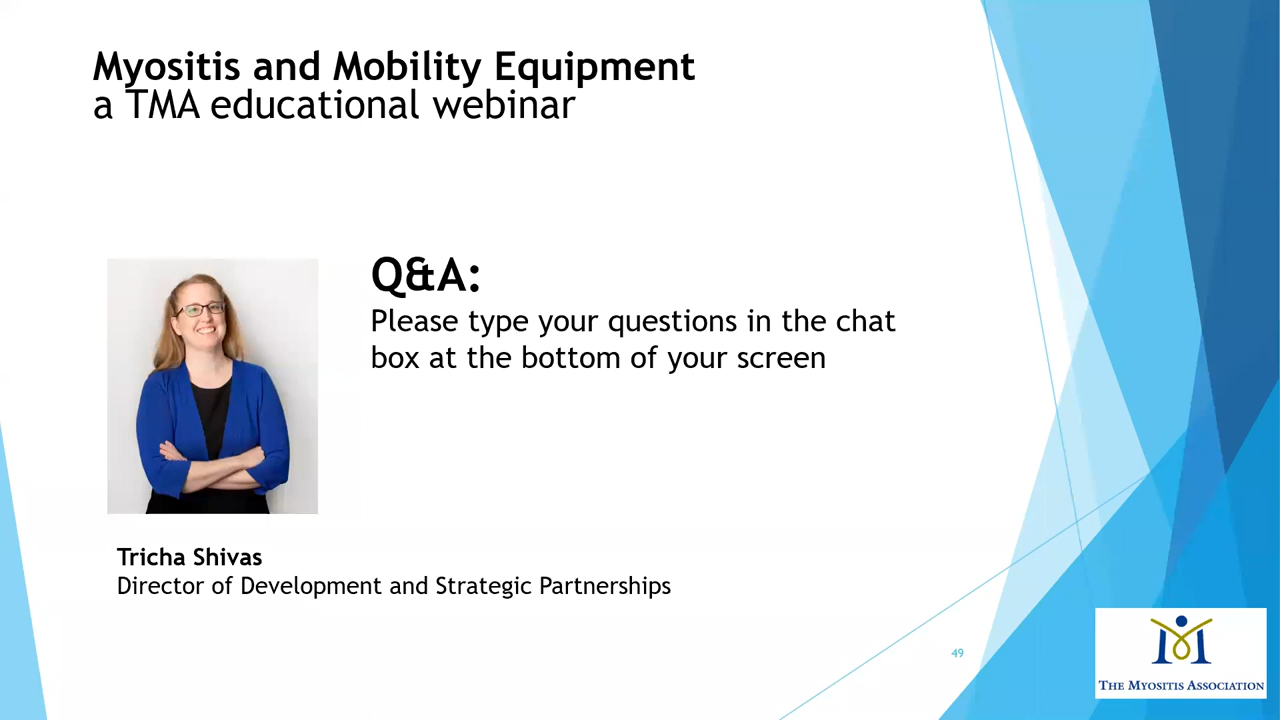 Myositis and Mobility Equipment
a TMA educational webinar
Q&A:
Please type your questions in the chat
box at the bottom of your screen
Tricha Shivas
Director of Development and Strategic Partnerships
49
THE MYOSITIS ASSOCIATION